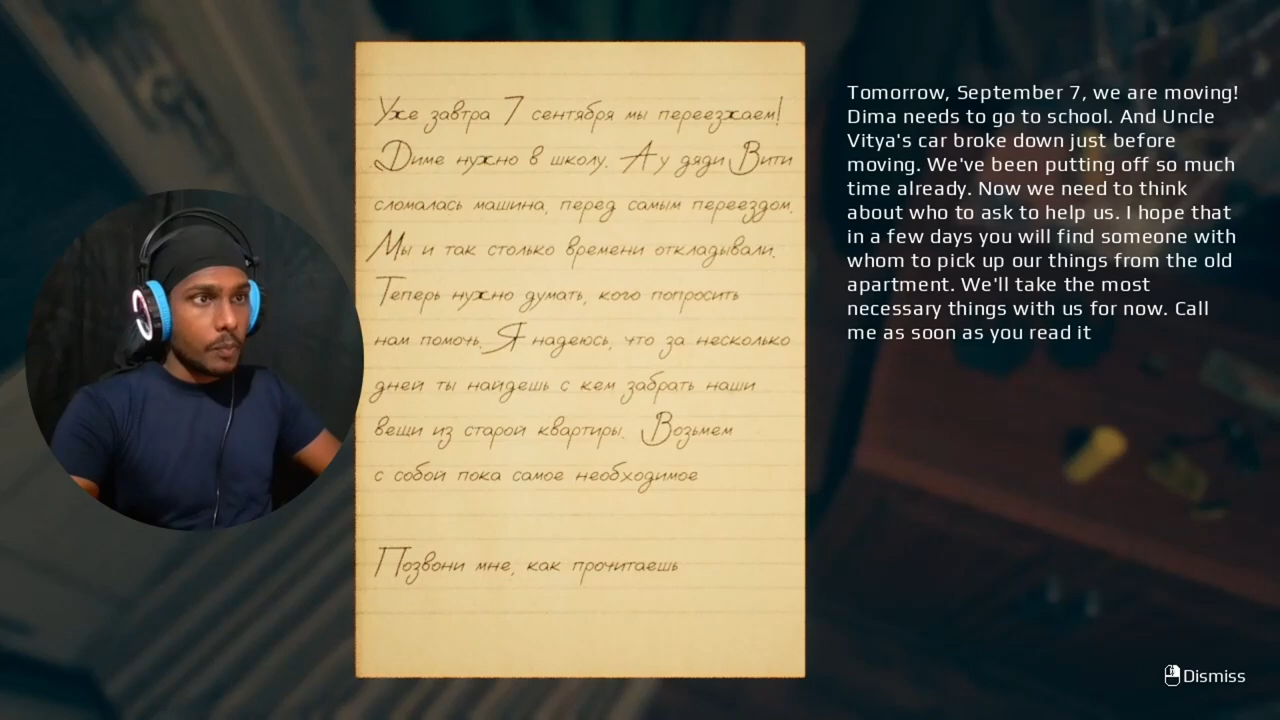 Уже завтра 7 сентября мы переезжаем!
Диме нужно в школу. А у дяди Вити
сломалась машина, перед самым переездом.
Мы и так столько времени откладывали.
Теперь нужно думать, кого попросить
нам помочь. Я надеюсь, что за несколько
дней ты найдешь с кем забрать наши
вещи из старой квартиры. Возьмем
с собой пока самое необходимое
Позвони мне, как прочитаешь
Tomorrow, September 7, we are moving!
Dima needs to go to school. And Uncle
Vitya's car broke down just before
moving. We've been putting off so much
time already. Now we need to think
about who to ask to help us. I hope that
in a few days you will find someone with
whom to pick up our things from the old
apartment. We'll take the most
necessary things with us for now. Call
me as soon as you read it
Dismiss